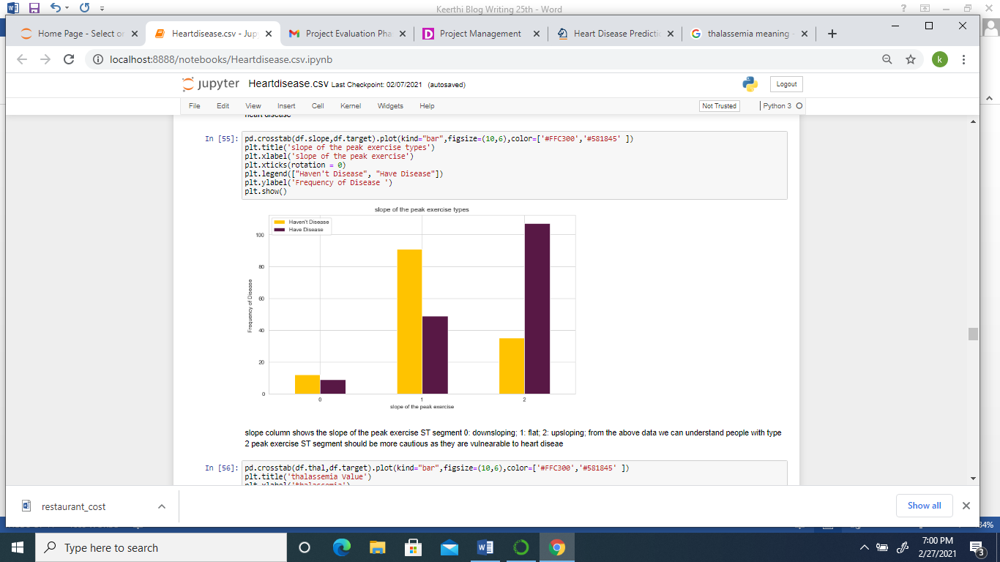 Keerthi Blog Writing 25th - Word
Home Page - Select or
Heartdisease.csv - Jup
Project Evaluation Pha
Project Management
Heart Disease Predictic
thalassemia meaning -
localhost:8888/notebooks/Heartdisease.csv.ipynb
k
jupyter Heartdisease.csv Last Checkpoint: 02/07/2021 (autosaved)
Logout
File Edit View Insert Cell Kernel Widgets Help
Not Trusted
Python 3
heart disease
In [55]:
pd.crosstab(df.slope,df.target).plot(kind="bar",figsize=(10,6),color=['#FFC300','#581845' ])
plt.title('slope of the peak exercise types')
plt.xlabel('slope of the peak exercise')
plt.xticks(rotation = 0)
plt.legend(["Haven't Disease", "Have Disease"])
plt.ylabel('Frequency of Disease ')
plt.show()
slope of the peak exercise types
Haven't Disease
Have Disease
100
80
60
40
20
0
Frequency of Disease
0 1 2
slope of the peak exercise
slope column shows the slope of the peak exercise ST segment 0: downsloping; 1: flat; 2: upsloping; from the above data we can understand people with type
2 peak exercise ST segment should be more cautious as they are vulnearable to heart diseae
In [56]:
pd.crosstab(df.thal,df.target).plot(kind="bar",figsize=(10,6),color=['#FFC300','#581845' ])
plt.title('thalassemia Value')
plt.xlabel('thalassemia')
restaurant_cost
Show all
34%
Type here to search
7:00 PM
2/27/2021
3